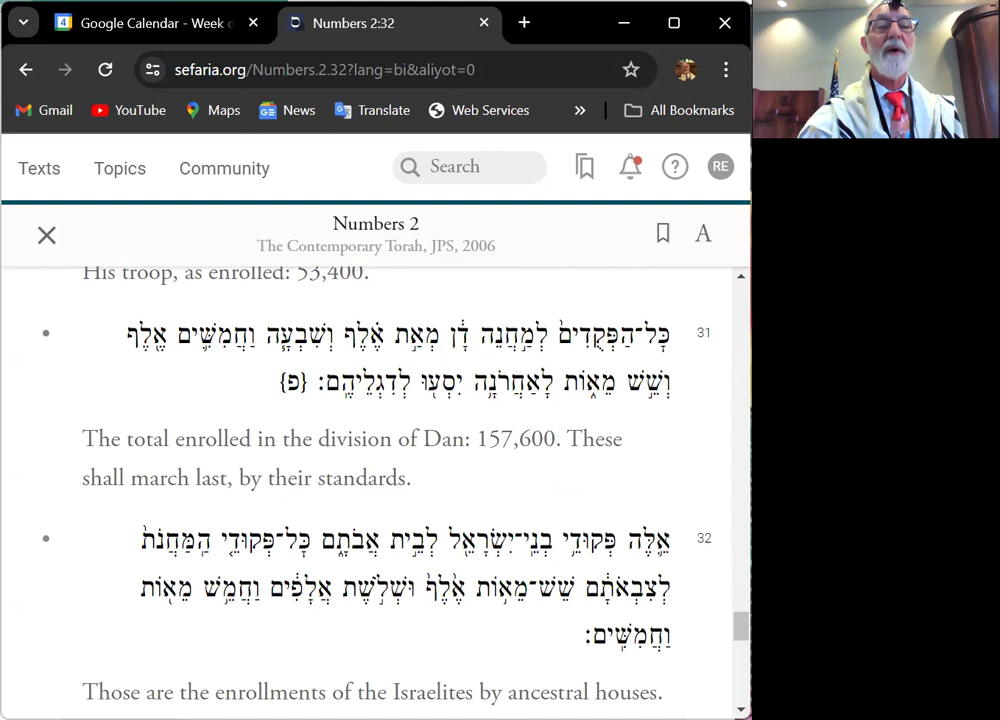 4 Google Calendar - Week o
Numbers 2:32
sefaria.org/Numbers.2.32?lang=bi&aliyot=0
Gmail YouTube Maps News Translate Web Services » All Bookmarks
Texts Topics Community Search ? RE
Numbers 2
The Contemporary Torah, JPS, 2006
A
His troop, as enrolled: 53,400.
31
כׇּֽל־הַפְּקֻדִים֙ לְמַ֣חֲנֵה דָ֔ן מְאַ֣ת אֶ֗לֶף וְשִׁבְעָ֧ה וַחֲמִשִּׁ֛ים אֶ֖לֶף
וְשֵׁ֣שׁ מֵא֑וֹת לָאַחֲרֹנָ֥ה יִסְע֖וּ לְדִגְלֵיהֶֽם׃ {פ}
The total enrolled in the division of Dan: 157,600. These
shall march last, by their standards.
32
אֵ֛לֶּה פְּקוּדֵ֥י בְנֵֽי־יִשְׂרָאֵ֖ל לְבֵ֣ית אֲבֹתָ֑ם כׇּל־פְּקוּדֵ֤י הַֽמַּחֲנֹת֙
לְצִבְאֹתָ֔ם שֵׁשׁ־מֵא֥וֹת אֶ֙לֶף֙ וּשְׁלֹ֣שֶׁת אֲלָפִ֔ים וַחֲמֵ֥שׁ מֵא֖וֹת
וַחֲמִשִּֽׁים׃
Those are the enrollments of the Israelites by ancestral houses.